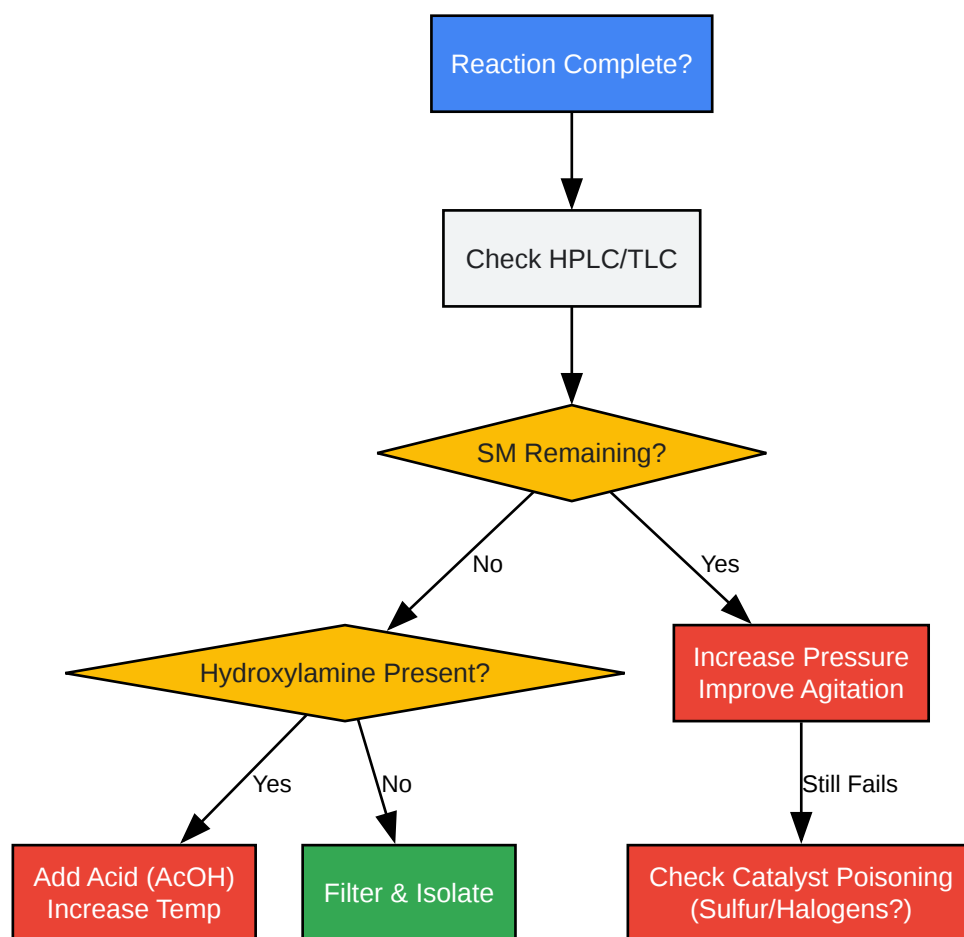 Reaction Complete?
Check HPLC/TLC
SM Remaining?
No
Yes
Hydroxylamine Present?
Increase Pressure
Improve Agitation
Yes
No
Still Fails
Add Acid (AcOH)
Increase Temp
Filter & Isolate
Check Catalyst Poisoning
(Sulfur/Halogens?)